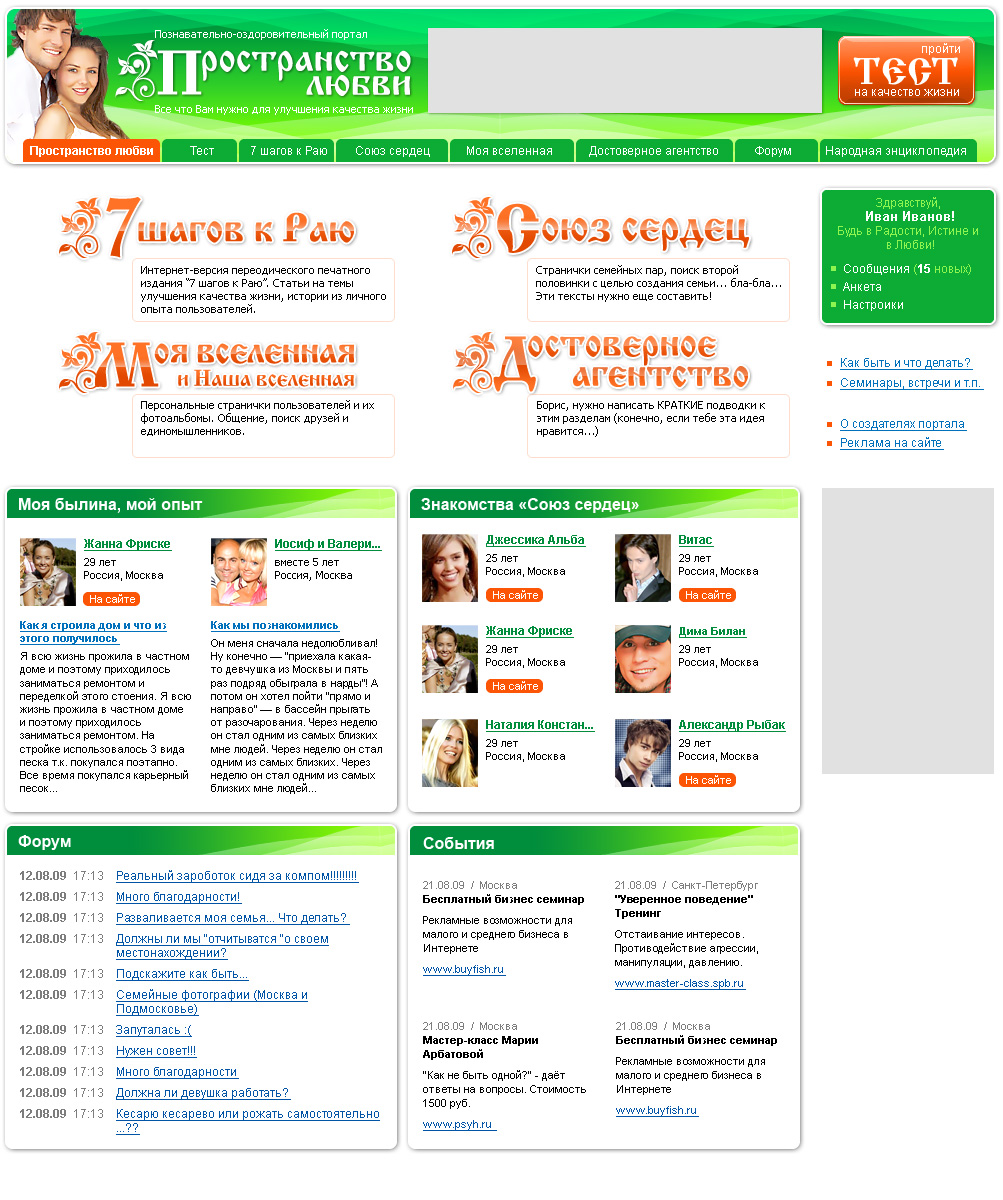 Познавательно-оздоровительный портал
Пространство
любви
Все что Вам нужно для улучшения качества жизни
пройти
ТЕСТ
на качество жизни
Пространство любви
Тест
7 шагов к Раю
Союз сердец
Моя вселенная
Достоверное агентство
Форум
Народная энциклопедия
7 шагов к Раю
Интернет-версия переодического печатного
издания "7 шагов к Раю". Статьи на темы
улучшения качества жизни, истории из личного
опыта пользователей.
Союз сердец
Странички семейных пар, поиск второй
половинки с целью создания семьи... бла-бла...
Эти тексты нужно еще составить!
Моя вселенная
и Наша вселенная
Персональные странички пользователей и их
фотоальбомы. Общение, поиск друзей и
единомышленников.
Достоверное
агентство
Борис, нужно написать КРАТКИЕ подводки к
этим разделам (конечно, если тебе эта идея
нравится...)
Здравствуй,
Иван Иванов!
Будь в Радости, Истине и
в Любви!
Сообщения (15 новых)
Анкета
Настроики
Как быть и что делать?
Семинары, встречи и т.п.
О создателях портала
Реклама на сайте
Моя былина, мой опыт
Жанна Фриске
29 лет
Россия, Москва
На сайте
Как я строила дом и что из
этого получилось
Я всю жизнь прожила в частном
доме и поэтому приходилось
заниматься ремонтом и
переделкой этого стоения. Я всю
жизнь прожила в частном доме
и поэтому приходилось
заниматься ремонтом. На
стройке использовалось 3 вида
песка т.к. покупался поэтапно.
Все время покупался карьерный
песок...
Иосиф и Валери...
вместе 5 лет
Россия, Москва
Как мы познакомились
Он меня сначала недолюбливал!
Ну конечно — "приехала какая-
то девчушка из Москвы и пять
раз подряд обыграла в нарды"! А
потом он хотел пойти "прямо и
направо" — в бассейн прыгать
от разочарования. Через неделю
он стал одним из самых близких
мне людей. Через неделю он стал
одним из самых близких. Через
неделю он стал одним из самых
близких мне людей...
Знакомства «Союз сердец»
Джессика Альба
25 лет
Россия, Москва
На сайте
Витас
29 лет
Россия, Москва
На сайте
Жанна Фриске
29 лет
Россия, Москва
На сайте
Дима Билан
29 лет
Россия, Москва
Наталия Констан...
29 лет
Россия, Москва
Александр Рыбак
29 лет
Россия, Москва
На сайте
Форум
12.08.09 17:13 Реальный зароботок сидя за компом!!!!!!!!!
12.08.09 17:13 Много благодарности!
12.08.09 17:13 Разваливается моя семья... Что делать?
12.08.09 17:13 Должны ли мы "отчитыватся "о своем
местонахождении?
12.08.09 17:13 Подскажите как быть...
12.08.09 17:13 Семейные фотографии (Москва и
Подмосковье)
12.08.09 17:13 Запуталась :(
12.08.09 17:13 Нужен совет!!!
12.08.09 17:13 Много благодарности
12.08.09 17:13 Должна ли девушка работать?
12.08.09 17:13 Кесарю кесарево или рожать самостоятельно
...??
События
21.08.09 / Москва
Бесплатный бизнес семинар
Рекламные возможности для
малого и среднего бизнеса в
Интернете
www.buyfish.ru
21.08.09 / Санкт-Петербург
"Уверенное поведение"
Тренинг
Отстаивание интересов.
Противодействие агрессии,
манипуляции, давлению.
www.master-class.spb.ru
21.08.09 / Москва
Мастер-класс Марии
Арбатовой
"Как не быть одной?" - даёт
ответы на вопросы. Стоимость
1500 руб.
www.psyh.ru
21.08.09 / Москва
Бесплатный бизнес семинар
Рекламные возможности для
малого и среднего бизнеса в
Интернете
www.buyfish.ru